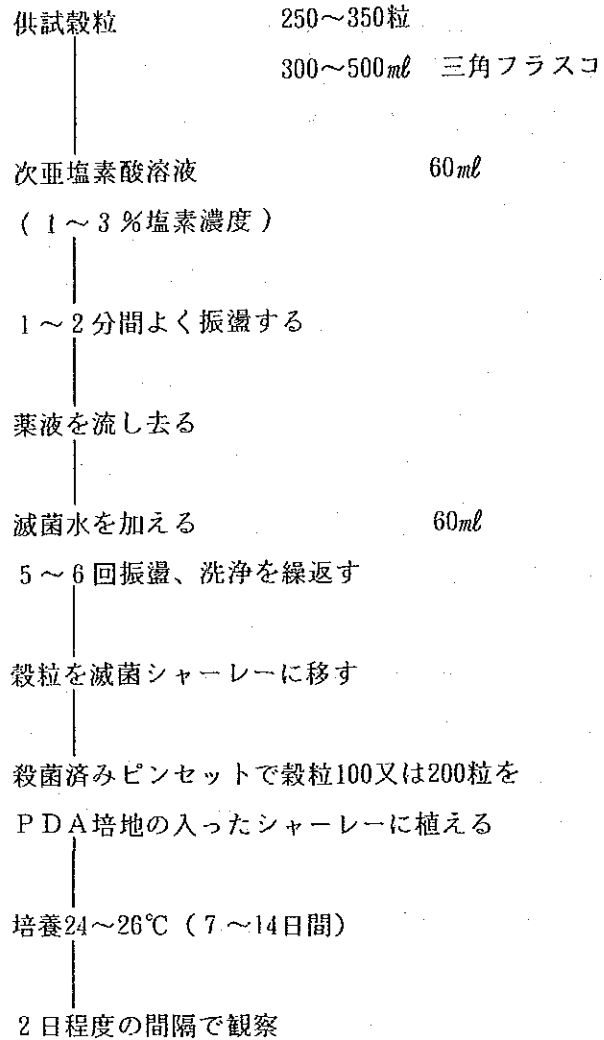 供試穀粒 250〜350粒
300〜500㎖ 三角フラスコ
次亜塩素酸溶液 60㎖
(1〜3%塩素濃度)
1〜2分間よく振盪する
薬液を流し去る
滅菌水を加える 60㎖
5〜6回振盪、洗浄を繰返す
穀粒を滅菌シャーレーに移す
殺菌済みピンセットで穀粒100又は200粒を
PDA培地の入ったシャーレーに植える
培養24〜26℃(7〜14日間)
2日程度の間隔で観察